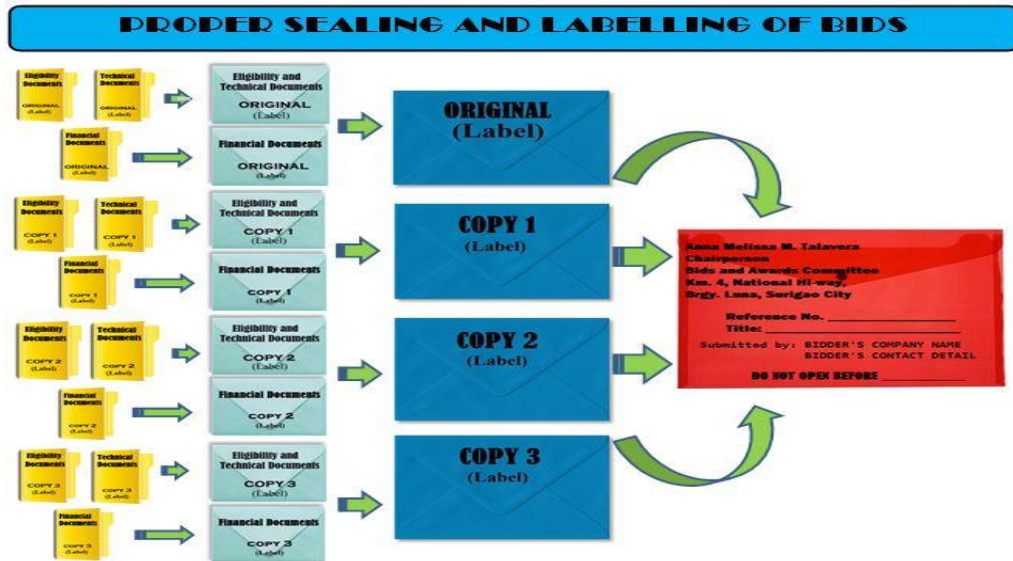 PROPER SEALING AND LABELLING OF BIDS
Eligibility
Documents
ORIGINAL
(Label)
Technical
Documents
ORIGINAL
(Label)
Eligibility and
Technical Documents
ORIGINAL
(Label)
Financial
Documents
ORIGINAL
(Label)
Financial Documents
ORIGINAL
(Label)
ORIGINAL
(Label)
Eligibility
Documents
COPY 1
(Label)
Technical
Documents
COPY 1
(Label)
Eligibility and
Technical Documents
COPY 1
(Label)
Financial
Documents
COPY 1
(Label)
Financial Documents
COPY 1
(Label)
COPY 1
(Label)
Eligibility
Documents
COPY 2
(Label)
Technical
Documents
COPY 2
(Label)
Eligibility and
Technical Documents
COPY 2
(Label)
Financial
Documents
COPY 2
(Label)
Financial Documents
COPY 2
(Label)
COPY 2
(Label)
Eligibility
Documents
COPY 3
(Label)
Technical
Documents
COPY 3
(Label)
Eligibility and
Technical Documents
COPY 3
(Label)
Financial
Documents
COPY 3
(Label)
Financial Documents
COPY 3
(Label)
COPY 3
(Label)
Anna Melissa M. Talavera
Chairperson
Bids and Awards Committee
Km. 4, National Hi-way,
Brgy. Luna, Surigao City
Reference No. ____________________
Title: ____________________
Submitted by: BIDDER'S COMPANY NAME
BIDDER'S CONTACT DETAIL
DO NOT OPEN BEFORE ____________